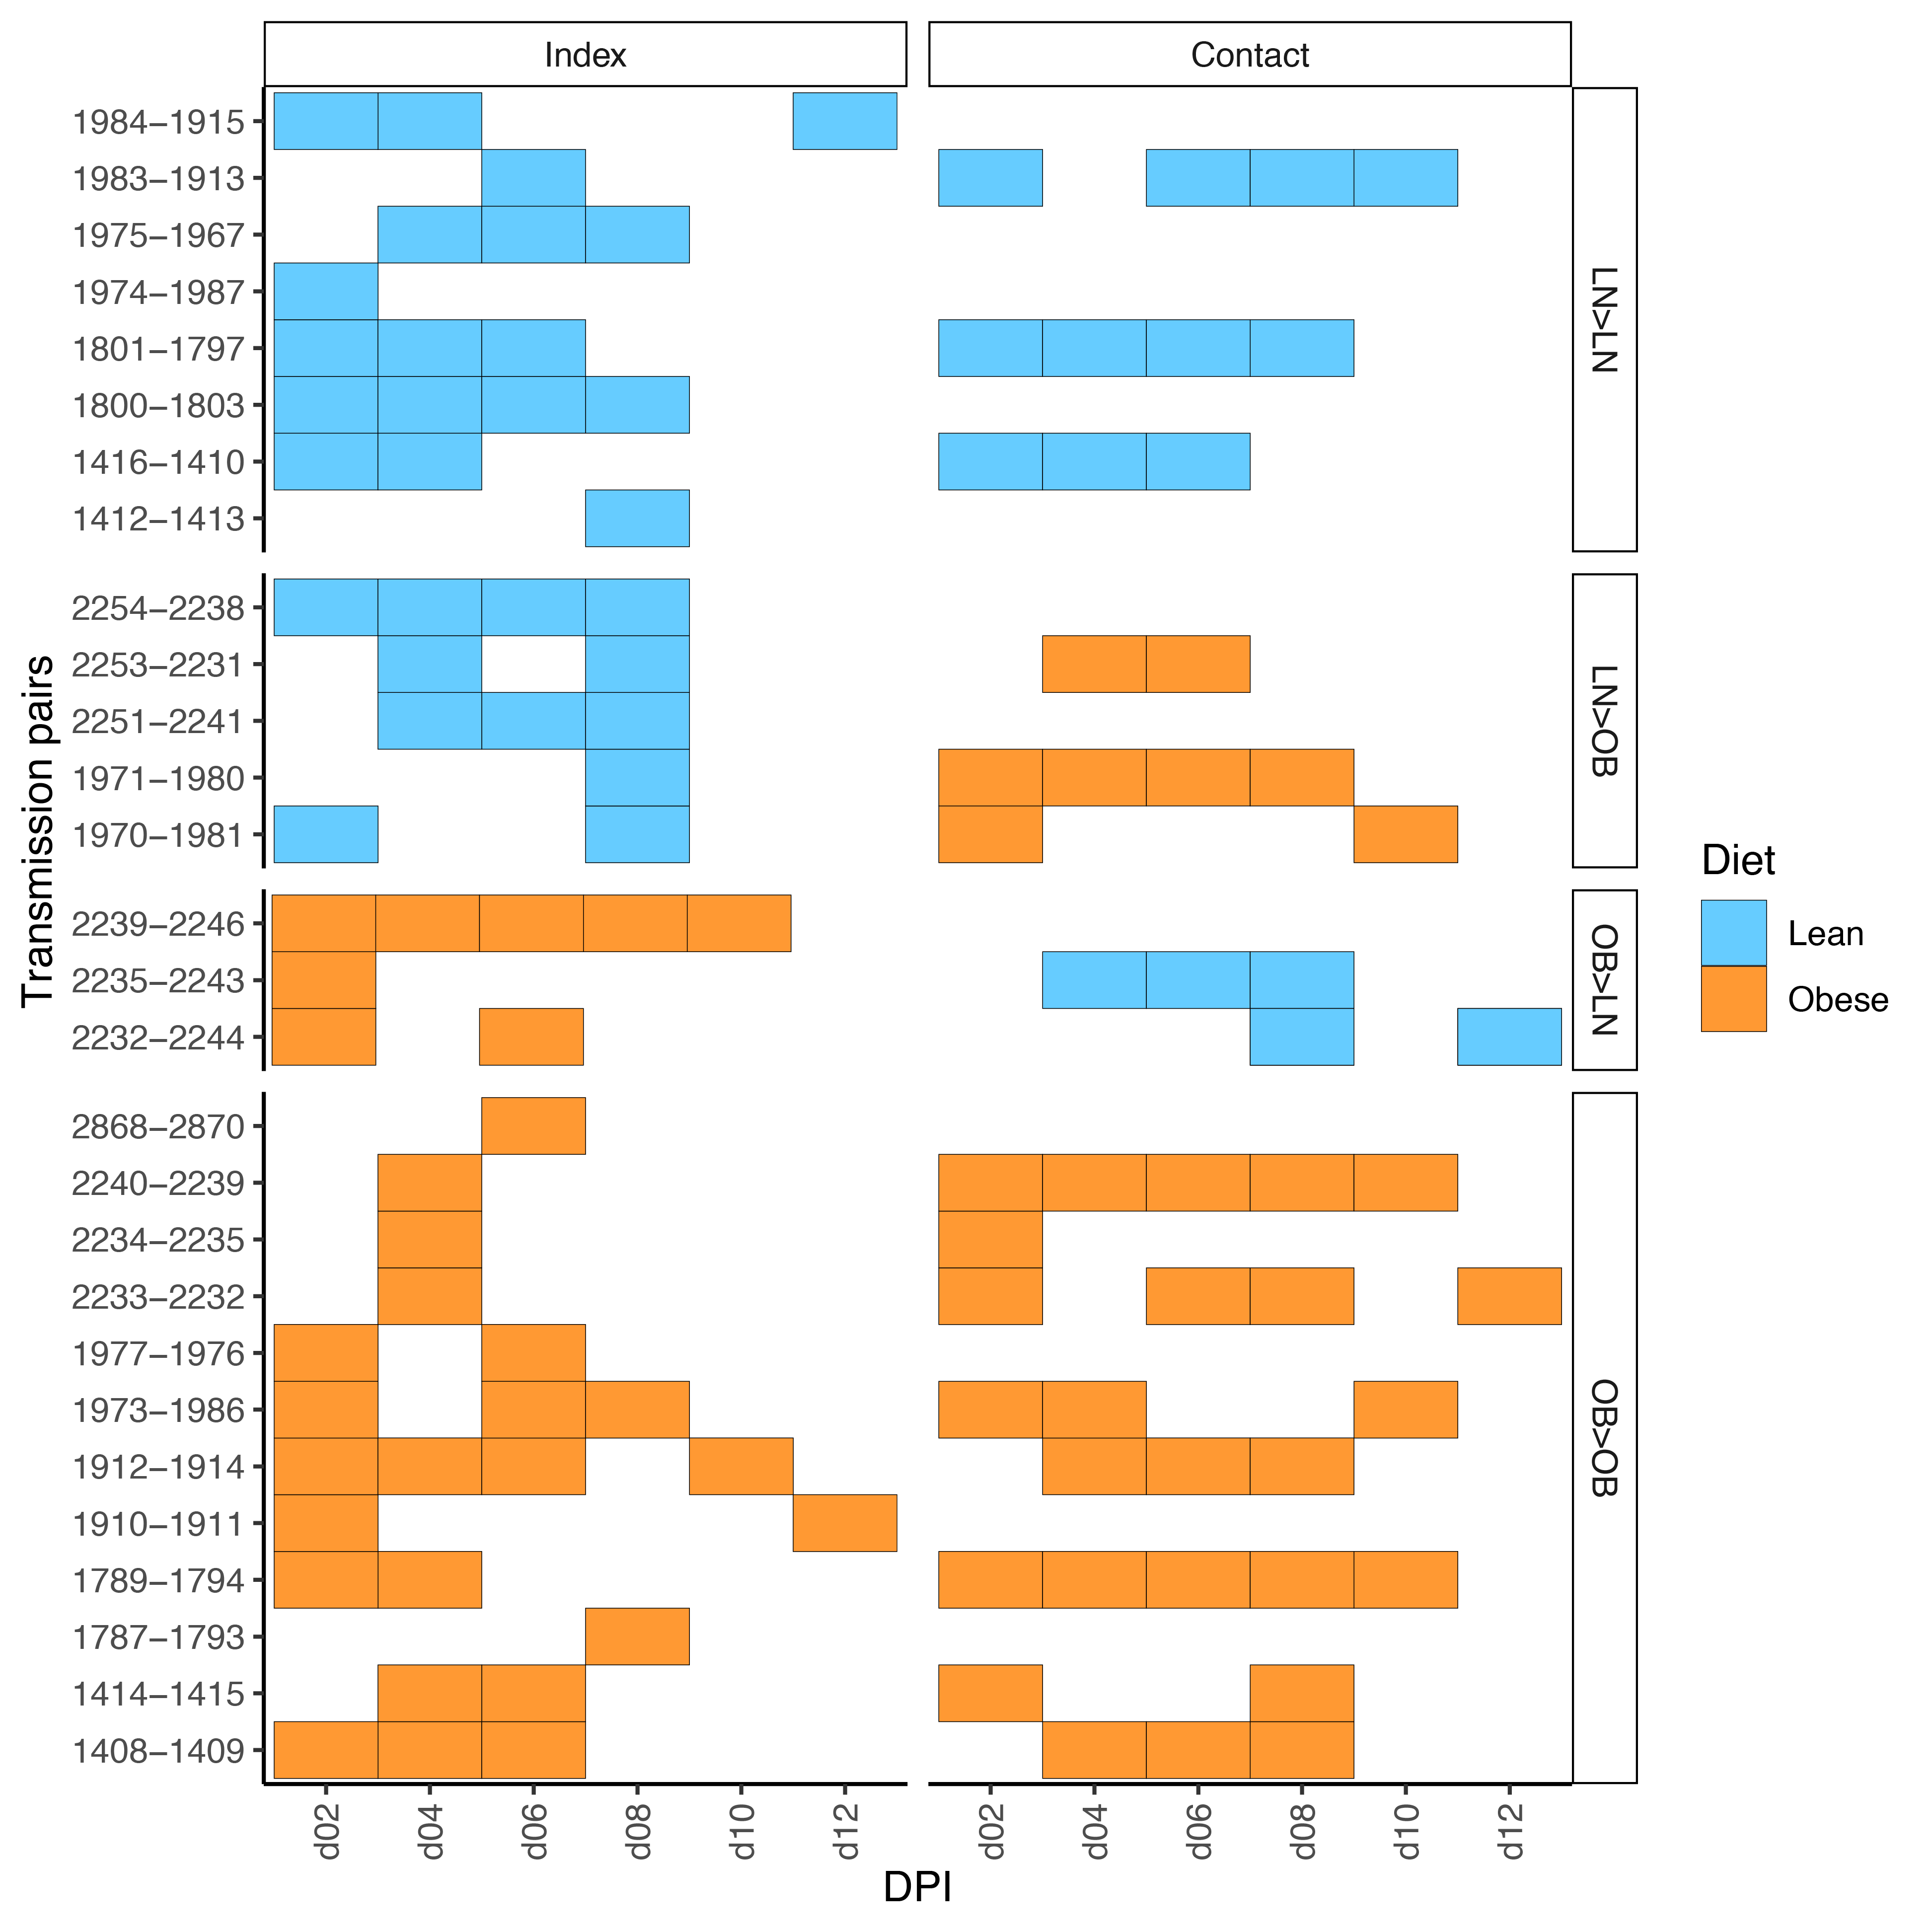 Index
Contact
1984−1915
1983−1913
1975−1967
1974−1987
1801−1797
1800−1803
1416−1410
1412−1413
LN>LN
2254−2238
2253−2231
2251−2241
1971−1980
1970−1981
LN>OB
2239−2246
2235−2243
2232−2244
OB>LN
2868−2870
2240−2239
2234−2235
2233−2232
1977−1976
1973−1986
1912−1914
1910−1911
1789−1794
1787−1793
1414−1415
1408−1409
OB>OB
Transmission pairs
d02
d04
d06
d08
d10
d12
d02
d04
d06
d08
d10
d12
DPI
Diet
Lean
Obese